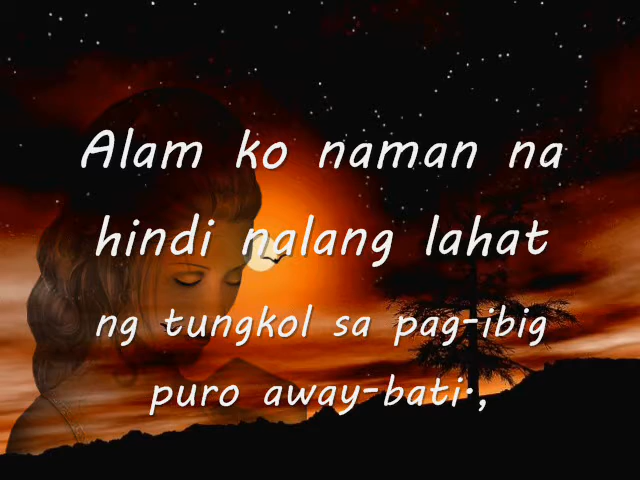 Alam ko naman na
hindi nalang lahat
ng tungkol sa pag-ibig
puro away-bati.,